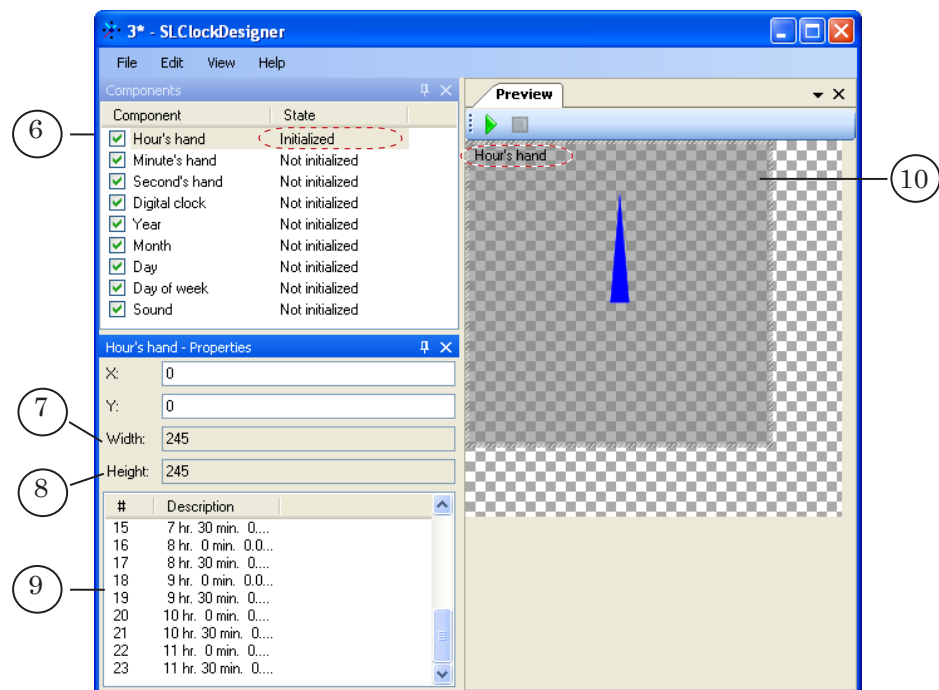 3* - SLClockDesigner
File Edit View Help
Components
Component State
Hour's hand Initialized
Minute's hand Not initialized
Second's hand Not initialized
Digital clock Not initialized
Year Not initialized
Month Not initialized
Day Not initialized
Day of week Not initialized
Sound Not initialized
Hour's hand - Properties
X: 0
Y: 0
Width: 245
Height: 245
# Description
15 7 hr. 30 min. 0....
16 8 hr. 0 min. 0.0...
17 8 hr. 30 min. 0....
18 9 hr. 0 min. 0.0...
19 9 hr. 30 min. 0....
20 10 hr. 0 min. 0....
21 10 hr. 30 min. 0....
22 11 hr. 0 min. 0....
23 11 hr. 30 min. 0....
Preview
Hour's hand
6
7
8
9
10